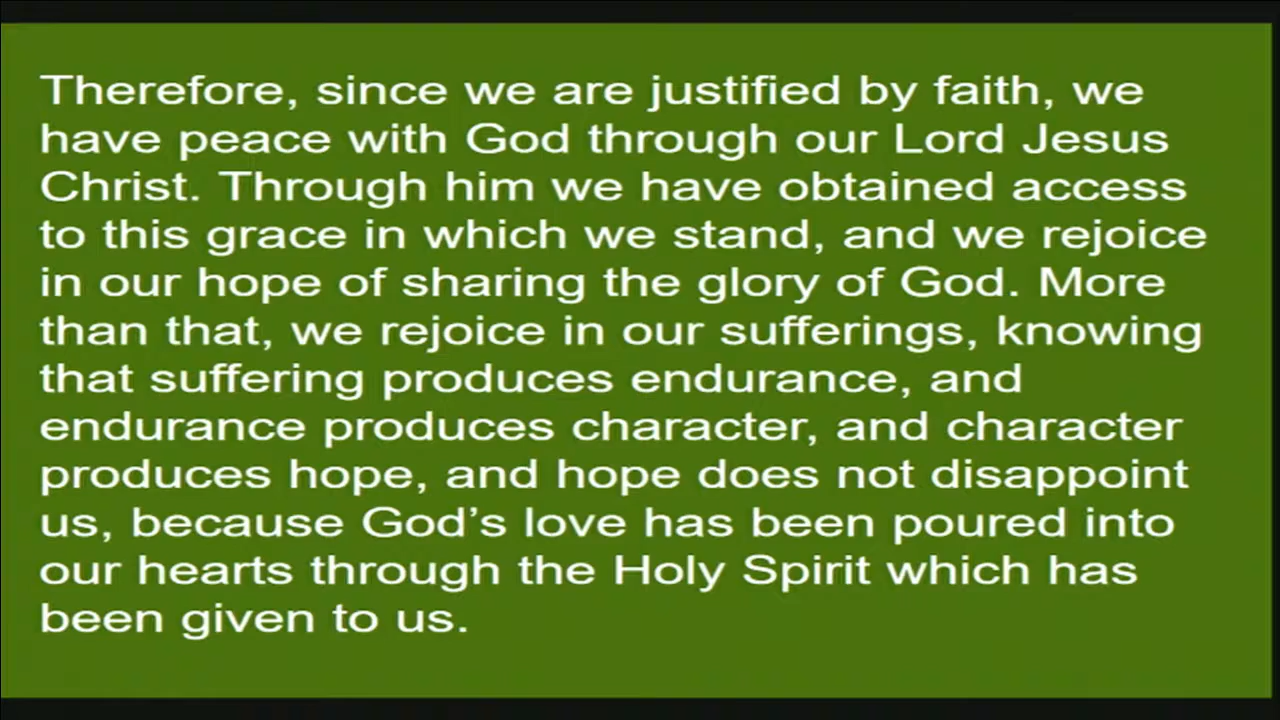 Therefore, since we are justified by faith, we
have peace with God through our Lord Jesus
Christ. Through him we have obtained access
to this grace in which we stand, and we rejoice
in our hope of sharing the glory of God. More
than that, we rejoice in our sufferings, knowing
that suffering produces endurance, and
endurance produces character, and character
produces hope, and hope does not disappoint
us, because God’s love has been poured into
our hearts through the Holy Spirit which has
been given to us.